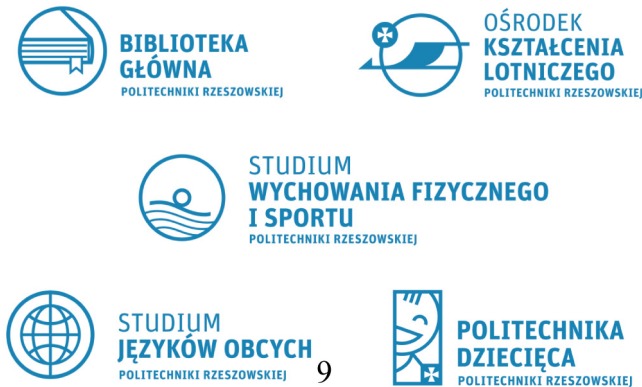 BIBLIOTEKA
GŁÓWNA
POLITECHNIKI RZESZOWSKIEJ
OŚRODEK
KSZTAŁCENIA
LOTNICZEGO
POLITECHNIKI RZESZOWSKIEJ
STUDIUM
WYCHOWANIA FIZYCZNEGO
I SPORTU
POLITECHNIKI RZESZOWSKIEJ
STUDIUM
JĘZYKÓW OBCYCH
POLITECHNIKI RZESZOWSKIEJ
9
POLITECHNIKA
DZIECIĘCA
POLITECHNIKI RZESZOWSKIEJ